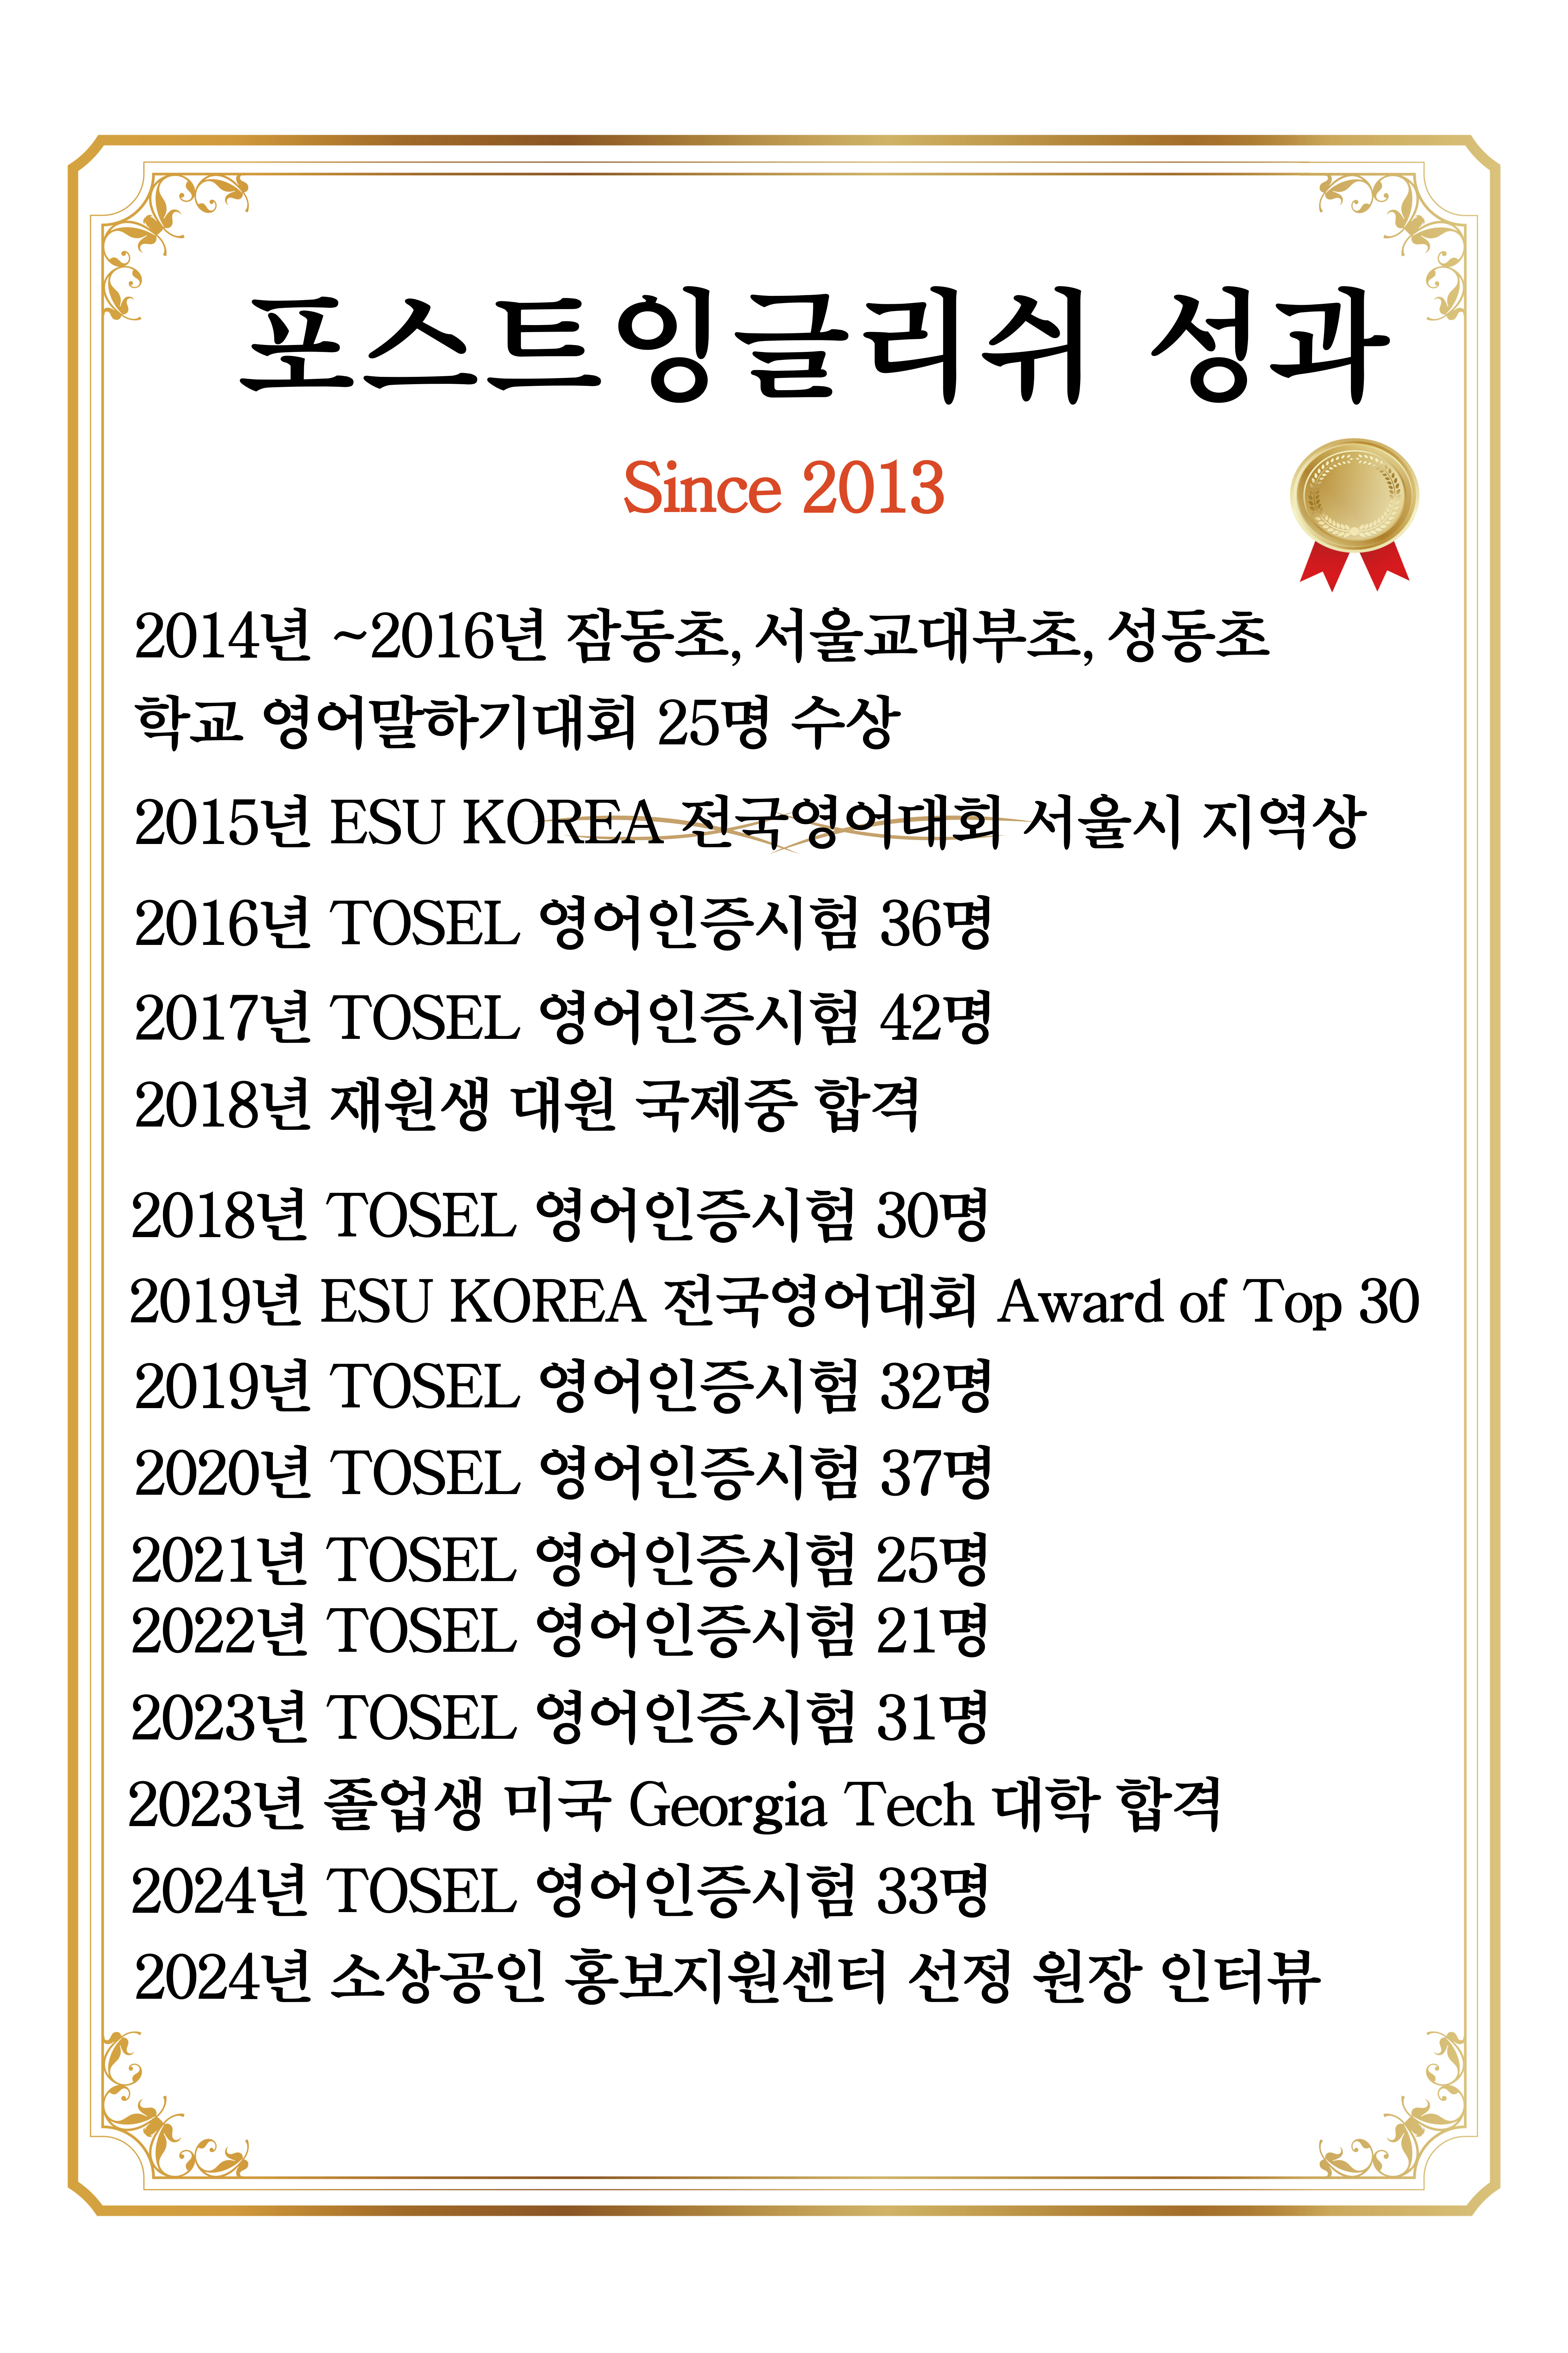 포스트잉글리쉬 성과
Since 2013
2014년 ~2016년 잠동초, 서울교대부초, 성동초
학교 영어말하기대회 25명 수상
2015년 ESU KOREA 전국영어대회 서울시 지역상
2016년 TOSEL 영어인증시험 36명
2017년 TOSEL 영어인증시험 42명
2018년 재원생 대원 국제중 합격
2018년 TOSEL 영어인증시험 30명
2019년 ESU KOREA 전국영어대회 Award of Top 30
2019년 TOSEL 영어인증시험 32명
2020년 TOSEL 영어인증시험 37명
2021년 TOSEL 영어인증시험 25명
2022년 TOSEL 영어인증시험 21명
2023년 TOSEL 영어인증시험 31명
2023년 졸업생 미국 Georgia Tech 대학 합격
2024년 TOSEL 영어인증시험 33명
2024년 소상공인 홍보지원센터 선정 원장 인터뷰